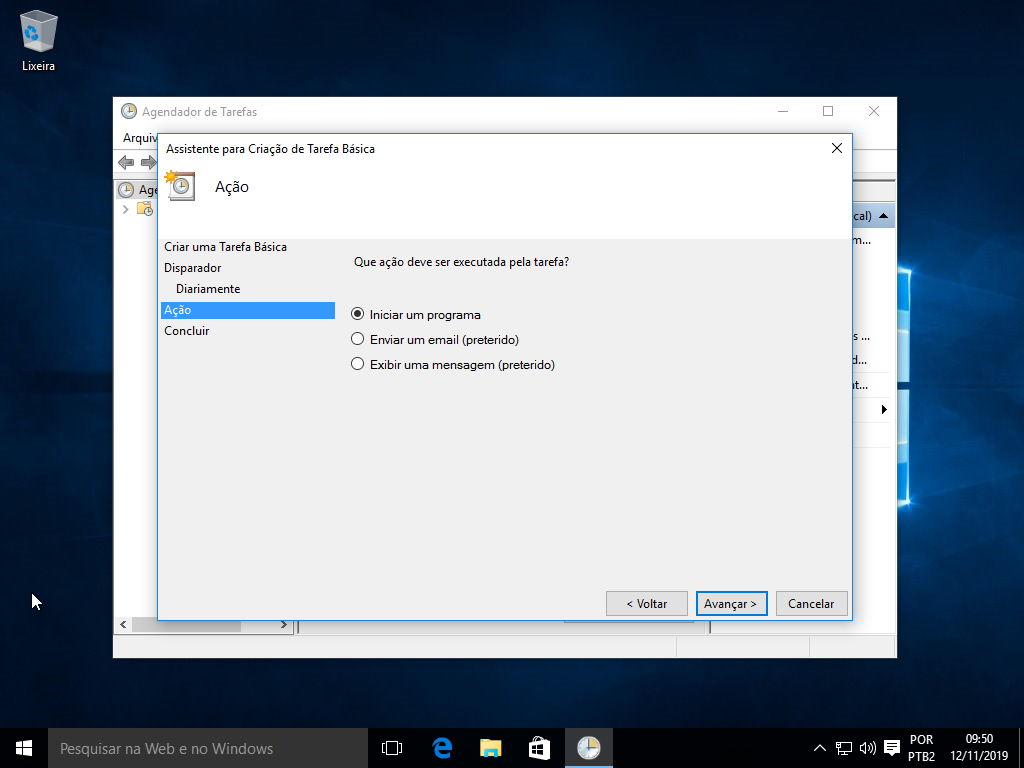 Lixeira
Agendador de Tarefas
Arquiv
Assistente para Criação de Tarefa Básica
Ação
Age
cal)
m...
s ...
d...
t...
Criar uma Tarefa Básica
Disparador
Diariamente
Ação
Concluir
Que ação deve ser executada pela tarefa?
Iniciar um programa
Enviar um email (preterido)
Exibir uma mensagem (preterido)
< Voltar
Avançar >
Cancelar
Pesquisar na Web e no Windows
POR
PTB2
09:50
12/11/2019